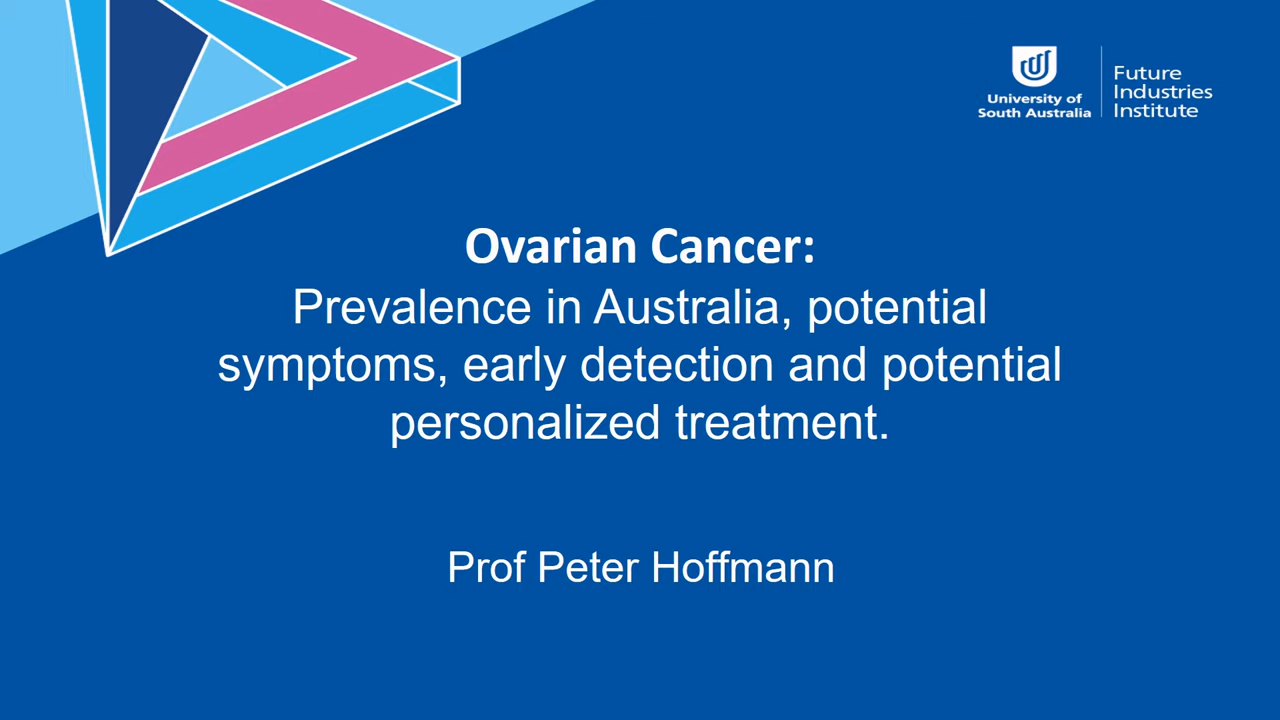 University of
South Australia
Future
Industries
Institute
Ovarian Cancer:
Prevalence in Australia, potential
symptoms, early detection and potential
personalized treatment.
Prof Peter Hoffmann